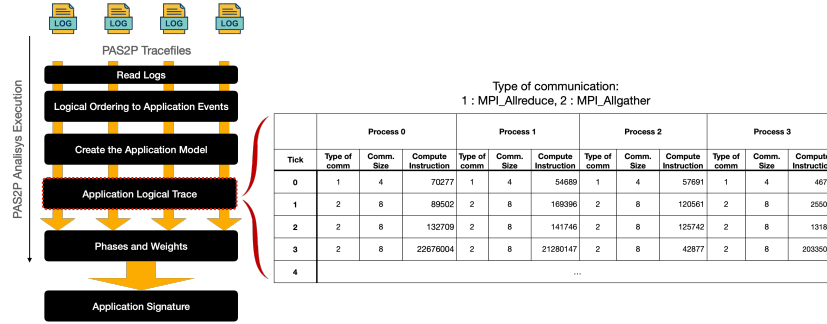 LOG LOG LOG LOG
PAS2P Tracefiles
PAS2P Analisys Execution
Read Logs
Logical Ordering to Application Events
Create the Application Model
Application Logical Trace
Phases and Weights
Application Signature
Type of communication:
1 : MPI_Allreduce, 2 : MPI_Allgather
Process 0 Process 1 Process 2 Process 3
Tick Type of comm Comm. Size Compute Instruction Type of comm Comm. Size Compute Instruction Type of comm Comm. Size Compute Instruction Type of comm Comm. Size Compute
0 1 4 70277 1 4 54689 1 4 57691 1 4
1 2 8 89502 2 8 169396 2 8 120561 2 8
2 2 8 132709 2 8 141746 2 8 125742 2 8
3 2 8 22676004 2 8 21280147 2 8 42877 2 8
4 ...